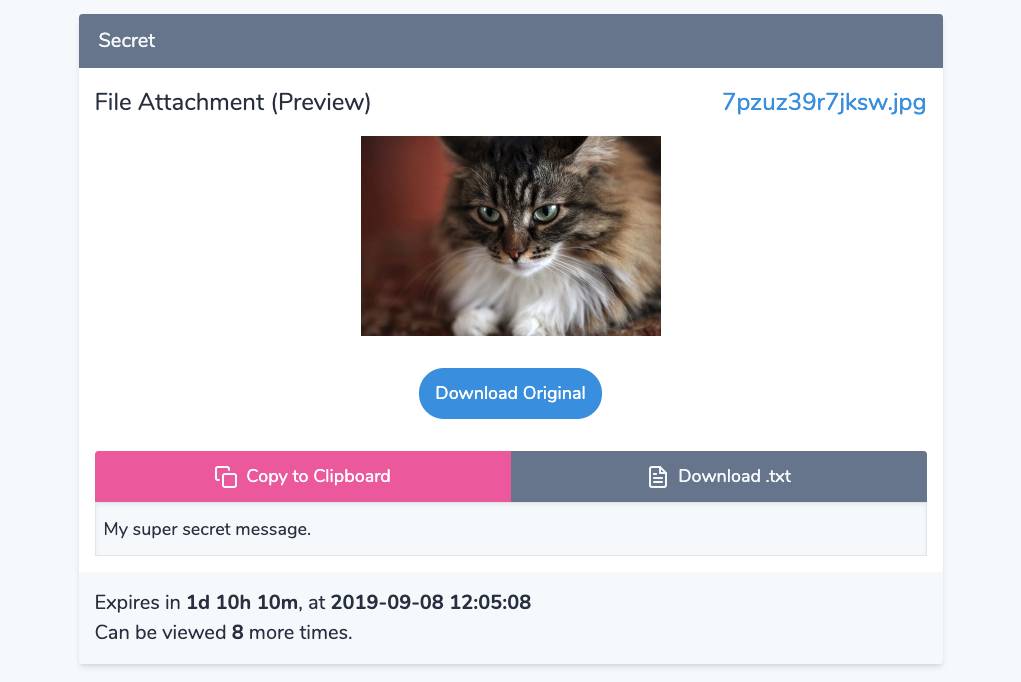 Secret
File Attachment (Preview) 7pzuz39r7jksw.jpg
Download Original
Copy to Clipboard Download .txt
My super secret message.
Expires in 1d 10h 10m, at 2019-09-08 12:05:08
Can be viewed 8 more times.